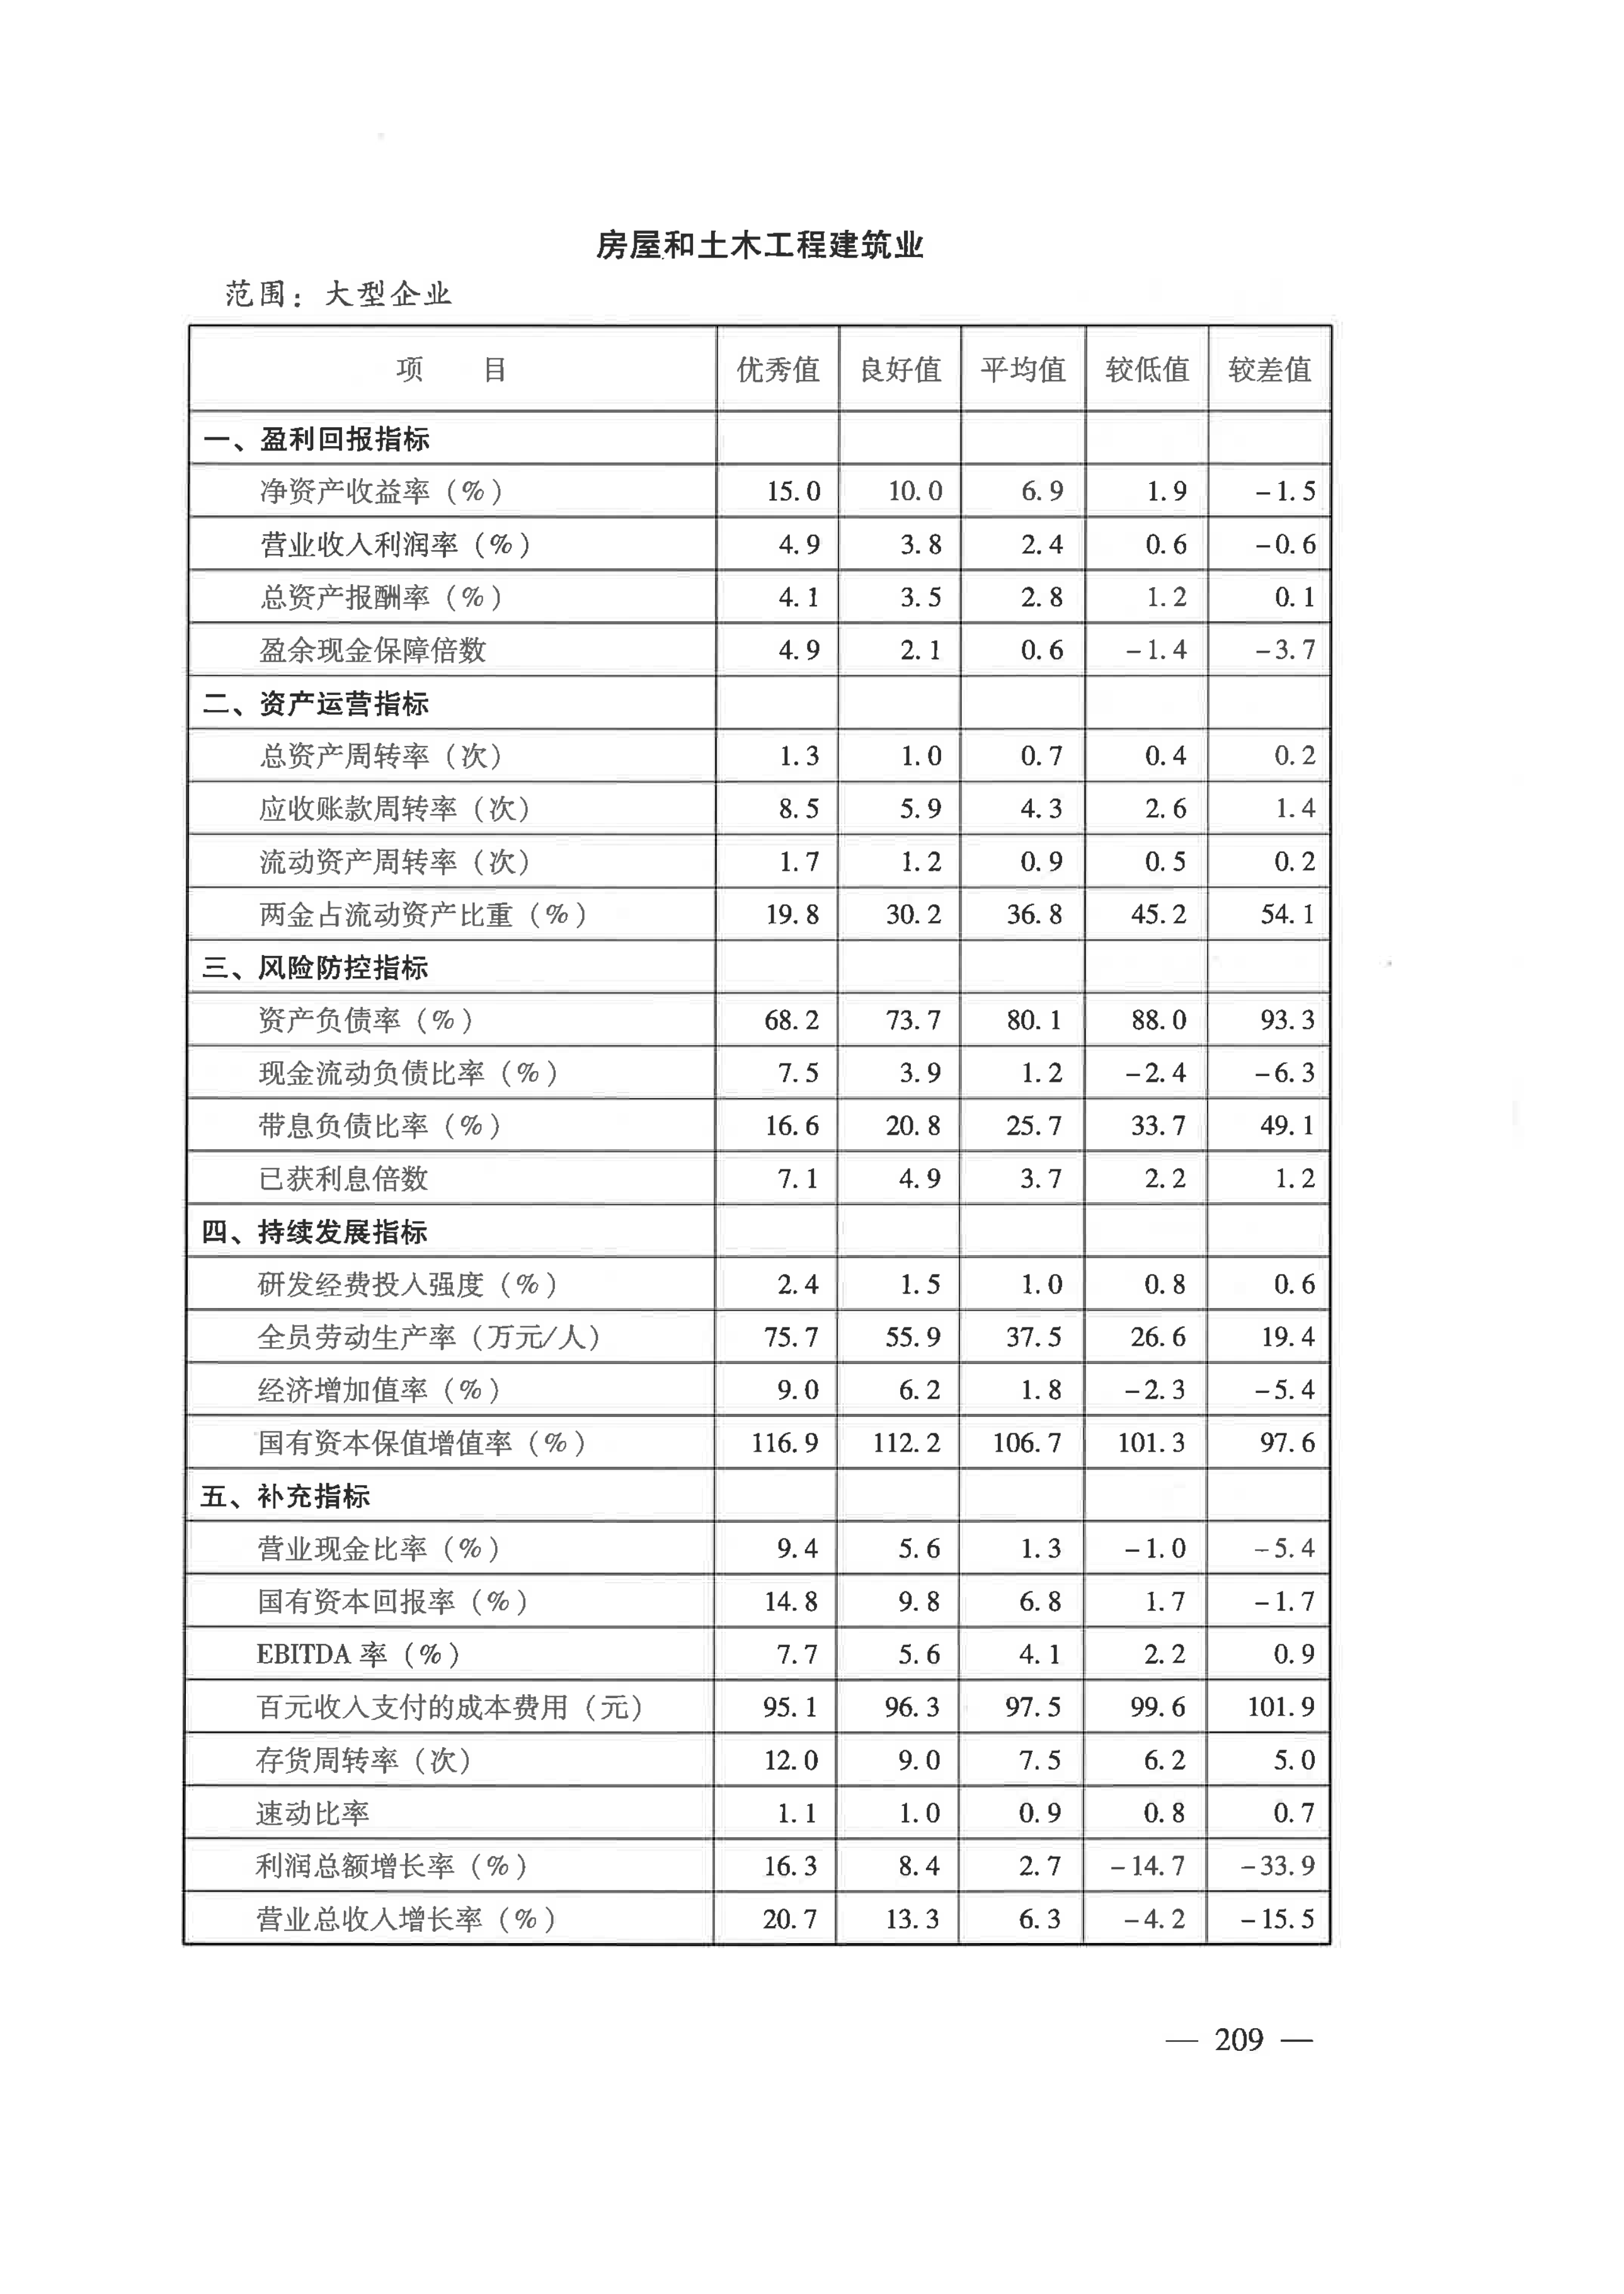 房屋和土木工程建筑业
范围：大型企业
项 目 优秀值 良好值 平均值 较低值 较差值
一、盈利回报指标
净资产收益率（%） 15.0 10.0 6.9 1.9 -1.5
营业收入利润率（%） 4.9 3.8 2.4 0.6 -0.6
总资产报酬率（%） 4.1 3.5 2.8 1.2 0.1
盈余现金保障倍数 4.9 2.1 0.6 -1.4 -3.7
二、资产运营指标
总资产周转率（次） 1.3 1.0 0.7 0.4 0.2
应收账款周转率（次） 8.5 5.9 4.3 2.6 1.4
流动资产周转率（次） 1.7 1.2 0.9 0.5 0.2
两金占流动资产比重（%） 19.8 30.2 36.8 45.2 54.1
三、风险防控指标
资产负债率（%） 68.2 73.7 80.1 88.0 93.3
现金流动负债比率（%） 7.5 3.9 1.2 -2.4 -6.3
带息负债比率（%） 16.6 20.8 25.7 33.7 49.1
已获利息倍数 7.1 4.9 3.7 2.2 1.2
四、持续发展指标
研发经费投入强度（%） 2.4 1.5 1.0 0.8 0.6
全员劳动生产率（万元/人） 75.7 55.9 37.5 26.6 19.4
经济增加值率（%） 9.0 6.2 1.8 -2.3 -5.4
国有资本保值增值率（%） 116.9 112.2 106.7 101.3 97.6
五、补充指标
营业现金比率（%） 9.4 5.6 1.3 -1.0 -5.4
国有资本回报率（%） 14.8 9.8 6.8 1.7 -1.7
EBITDA 率（%） 7.7 5.6 4.1 2.2 0.9
百元收入支付的成本费用（元） 95.1 96.3 97.5 99.6 101.9
存货周转率（次） 12.0 9.0 7.5 6.2 5.0
速动比率 1.1 1.0 0.9 0.8 0.7
利润总额增长率（%） 16.3 8.4 2.7 -14.7 -33.9
营业总收入增长率（%） 20.7 13.3 6.3 -4.2 -15.5
— 209 —